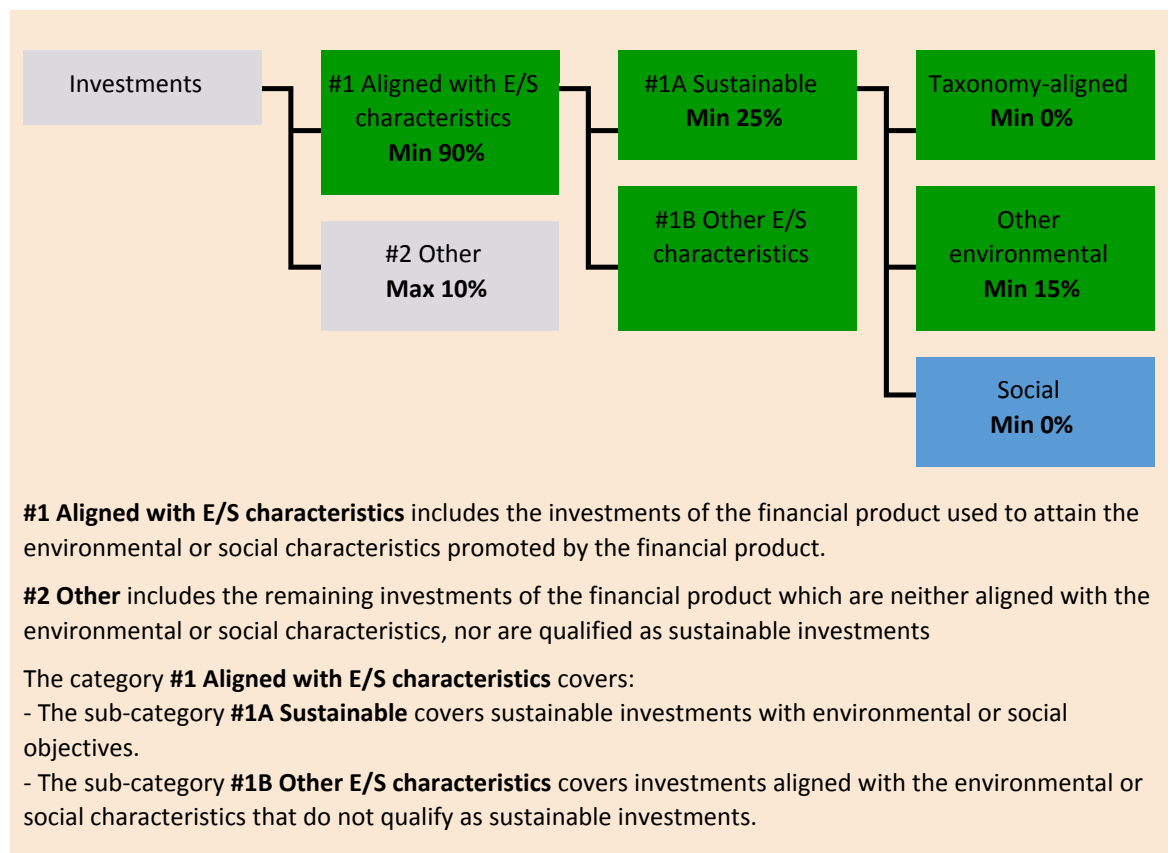 Investments
#1 Aligned with E/S
characteristics
Min 90%
#2 Other
Max 10%
#1A Sustainable
Min 25%
#1B Other E/S
characteristics
Taxonomy-aligned
Min 0%
Other
environmental
Min 15%
Social
Min 0%
#1 Aligned with E/S characteristics includes the investments of the financial product used to attain the
environmental or social characteristics promoted by the financial product.
#2 Other includes the remaining investments of the financial product which are neither aligned with the
environmental or social characteristics, nor are qualified as sustainable investments
The category #1 Aligned with E/S characteristics covers:
- The sub-category #1A Sustainable covers sustainable investments with environmental or social
objectives.
- The sub-category #1B Other E/S characteristics covers investments aligned with the environmental or
social characteristics that do not qualify as sustainable investments.